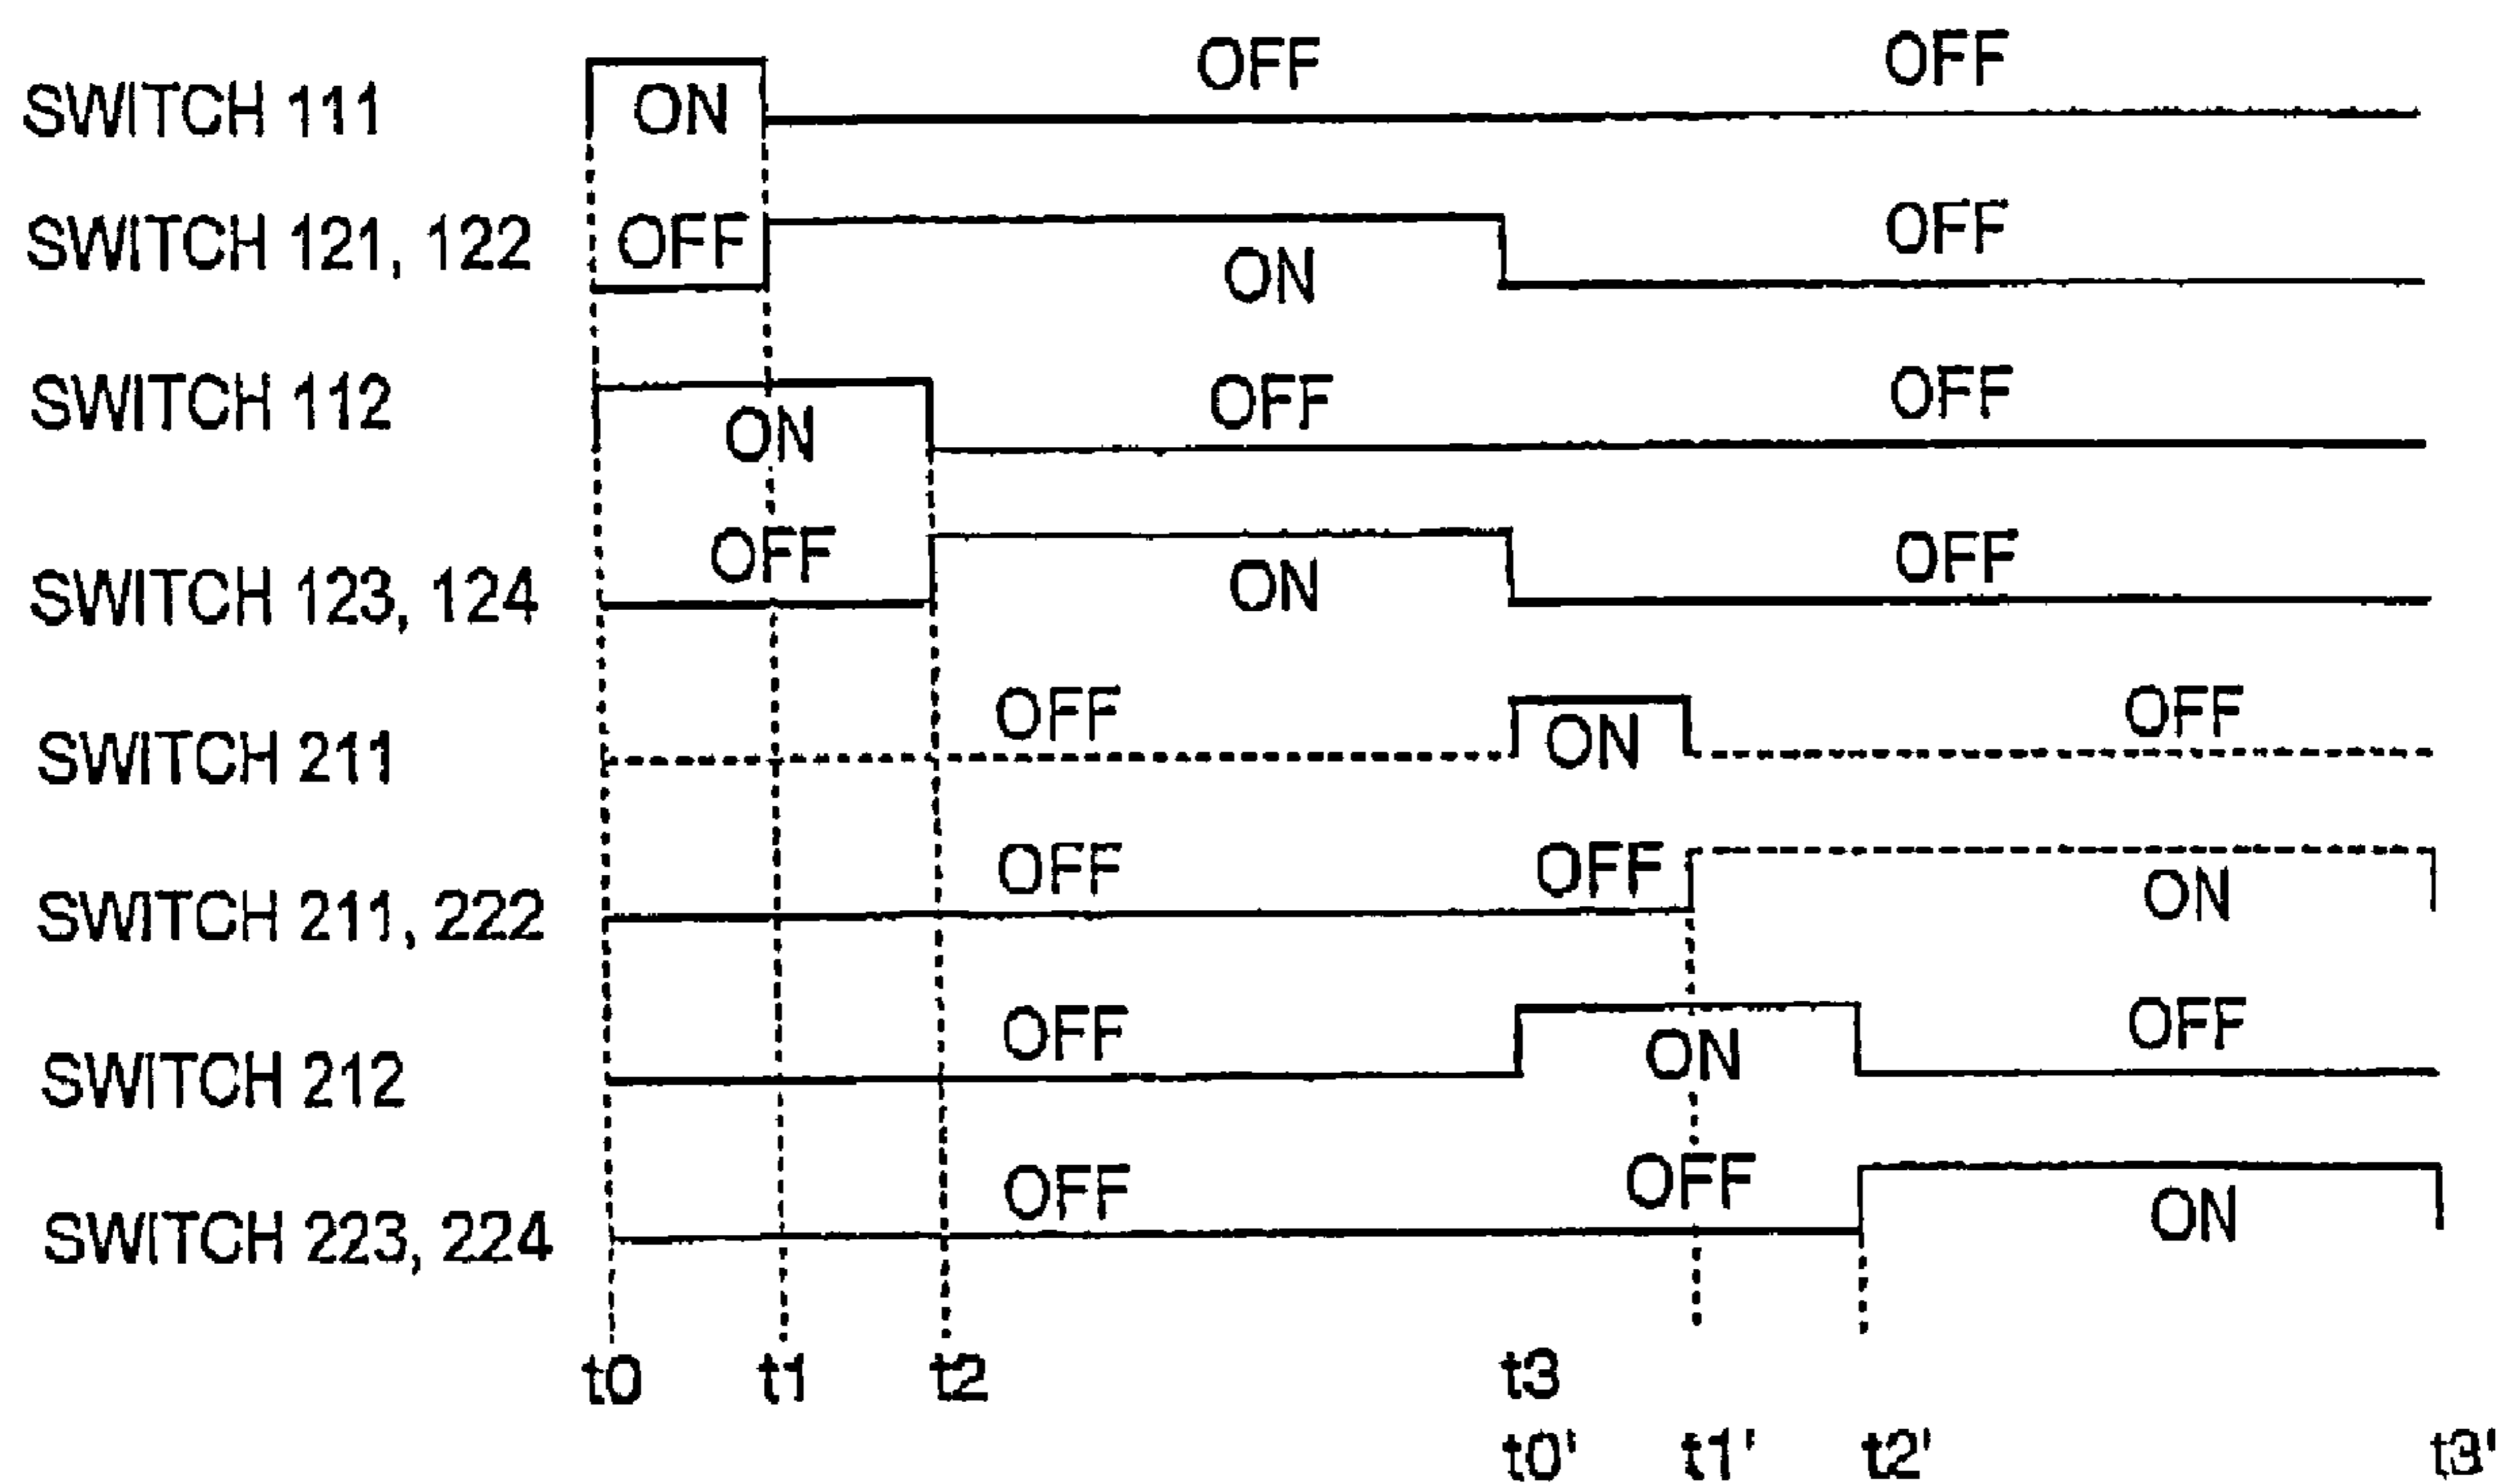 OFF OFF
SWITCH 111 ON
SWITCH 121, 122 OFF ON OFF
SWITCH 112 ON OFF OFF
SWITCH 123, 124 OFF ON OFF
SWITCH 211 OFF ON OFF
SWITCH 211, 222 OFF OFF ON
SWITCH 212 OFF ON OFF
SWITCH 223, 224 OFF OFF ON
t0 t1 t2 t3
t0' t1' t2' t3'